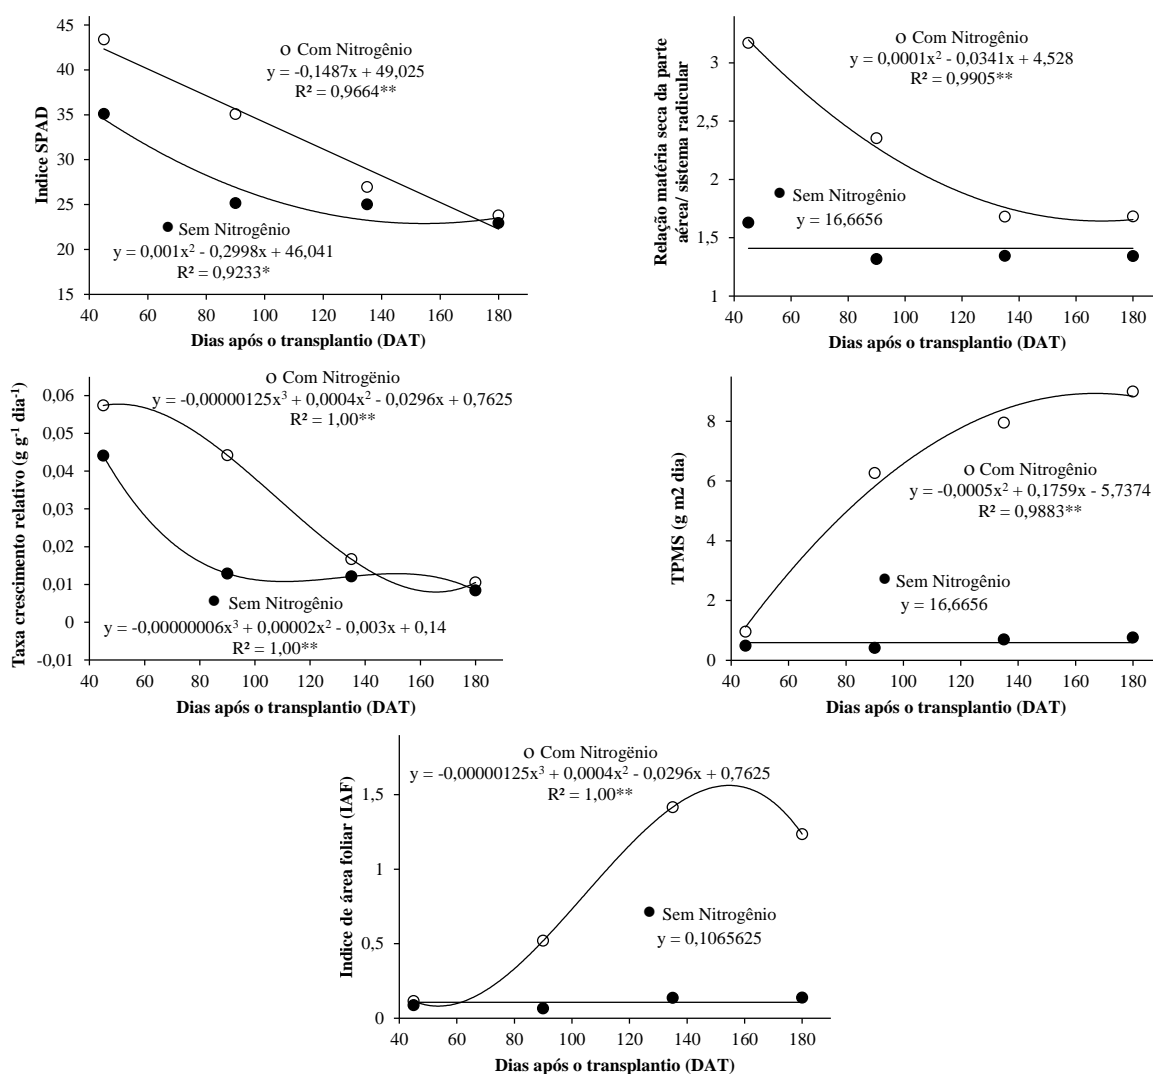 45
40
35
30
25
20
15
Indice SPAD
Com Nitrogênio
y = -0,1487x + 49,025
R² = 0,9664**
Sem Nitrogênio
y = 0,001x² - 0,2998x + 46,041
R² = 0,9233*
40 60 80 100 120 140 160 180
Dias após o transplantio (DAT)
3
2,5
2
1,5
1
Relação matéria seca da parte
aérea/ sistema radicular
Com Nitrogênio
y = 0,0001x² - 0,0341x + 4,528
R² = 0,9905**
Sem Nitrogênio
y = 16,6656
40 60 80 100 120 140 160 180
Dias após o transplantio (DAT)
0,06
0,05
0,04
0,03
0,02
0,01
0
-0,01
Taxa crescimento relativo (g g⁻¹ dia⁻¹)
Com Nitrogënio
y = -0,00000125x³ + 0,0004x² - 0,0296x + 0,7625
R² = 1,00**
Sem Nitrogênio
y = -0,00000006x³ + 0,00002x² - 0,003x + 0,14
R² = 1,00**
40 60 80 100 120 140 160 180
Dias após o transplantio (DAT)
8
6
4
2
0
TPMS (g m2 dia)
Com Nitrogênio
y = -0,0005x² + 0,1759x - 5,7374
R² = 0,9883**
Sem Nitrogênio
y = 16,6656
40 60 80 100 120 140 160 180
Dias após o transplantio (DAT)
1,5
1
0,5
0
Indice de área foliar (IAF)
Com Nitrogënio
y = -0,00000125x³ + 0,0004x² - 0,0296x + 0,7625
R² = 1,00**
Sem Nitrogênio
y = 0,1065625
40 60 80 100 120 140 160 180
Dias após o transplantio (DAT)